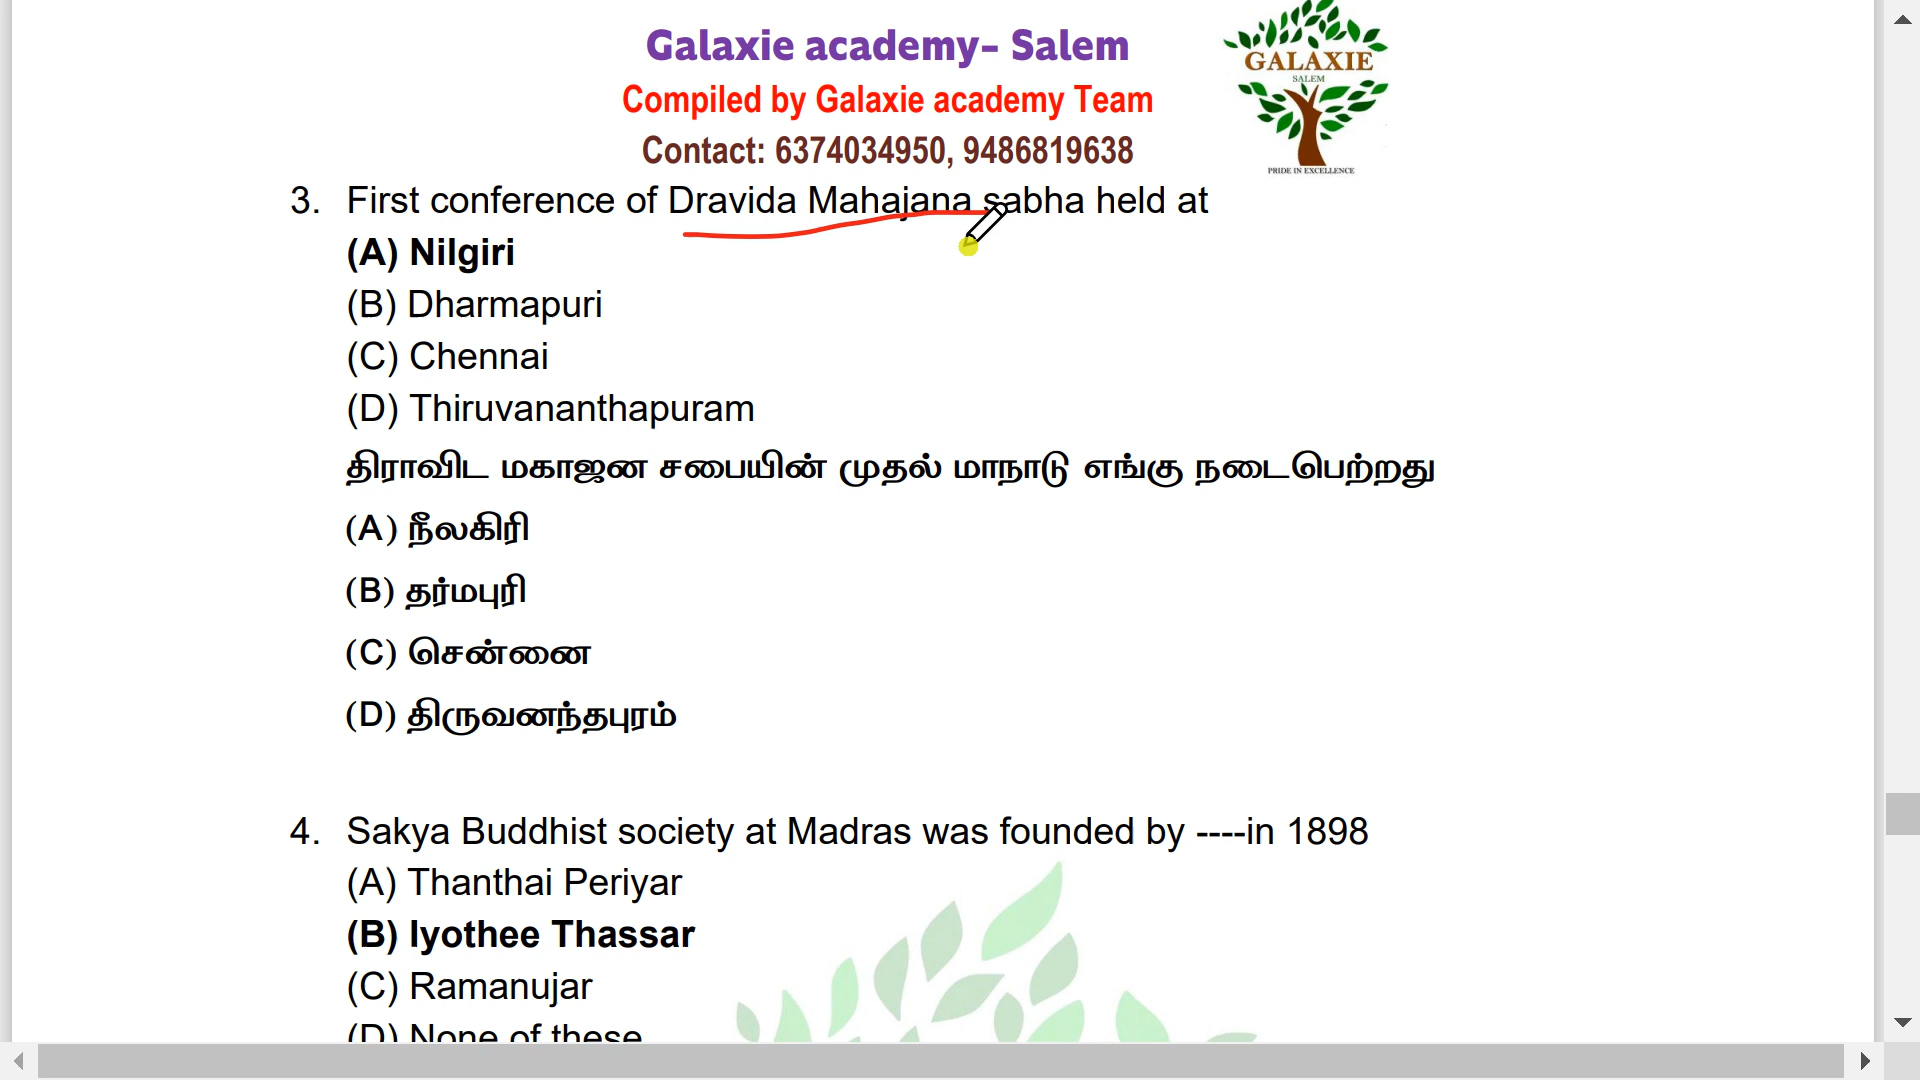 Galaxie academy– Salem
Compiled by Galaxie academy Team
Contact: 6374034950, 9486819638
GALAXIE
SALEM
PRIDE IN EXCELLENCE
3. First conference of Dravida Mahajana sabha held at
(A) Nilgiri
(B) Dharmapuri
(C) Chennai
(D) Thiruvananthapuram
திராவிட மகாஜன சபையின் முதல் மாநாடு எங்கு நடைபெற்றது
(A) நீலகிரி
(B) தர்மபுரி
(C) சென்னை
(D) திருவனந்தபுரம்
4. Sakya Buddhist society at Madras was founded by ----in 1898
(A) Thanthai Periyar
(B) Iyothee Thassar
(C) Ramanujar
(D) None of these